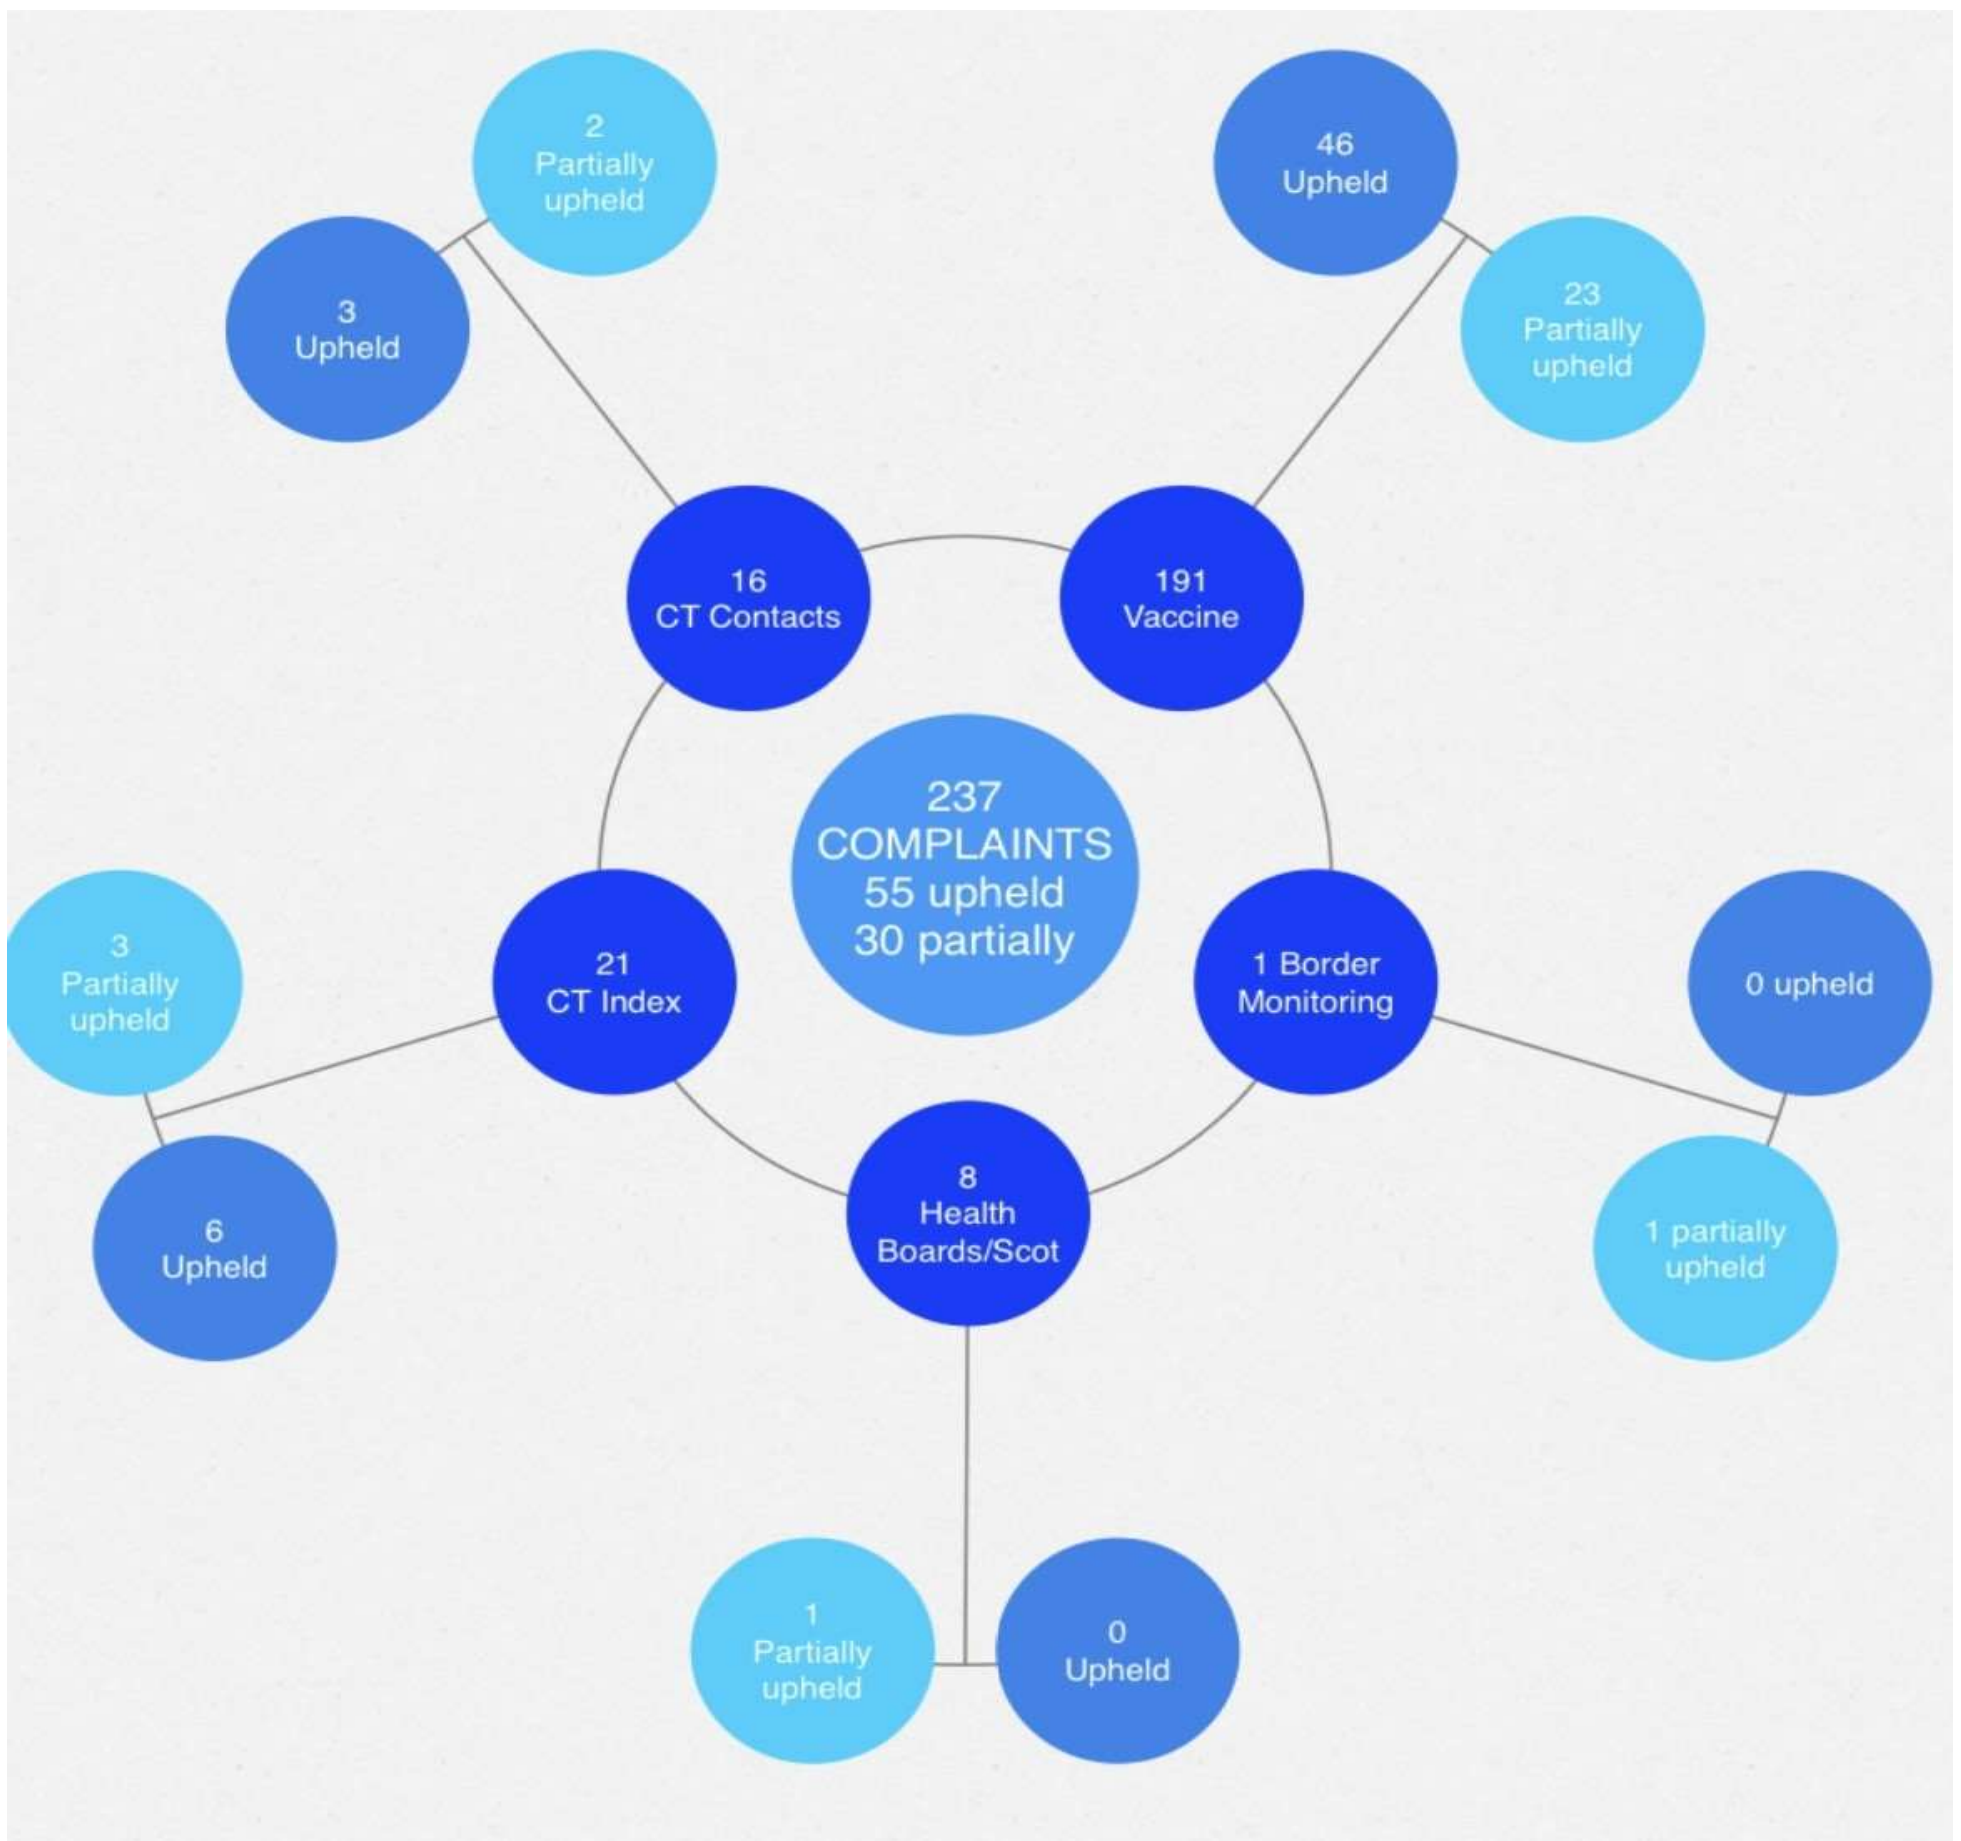 2
Partially
upheld
3
Upheld
46
Upheld
23
Partially
upheld
16
CT Contacts
191
Vaccine
237
COMPLAINTS
55 upheld
30 partially
3
Partially
upheld
6
Upheld
21
CT Index
1 Border
Monitoring
0 upheld
1 partially
upheld
8
Health
Boards/Scot
1
Partially
upheld
0
Upheld